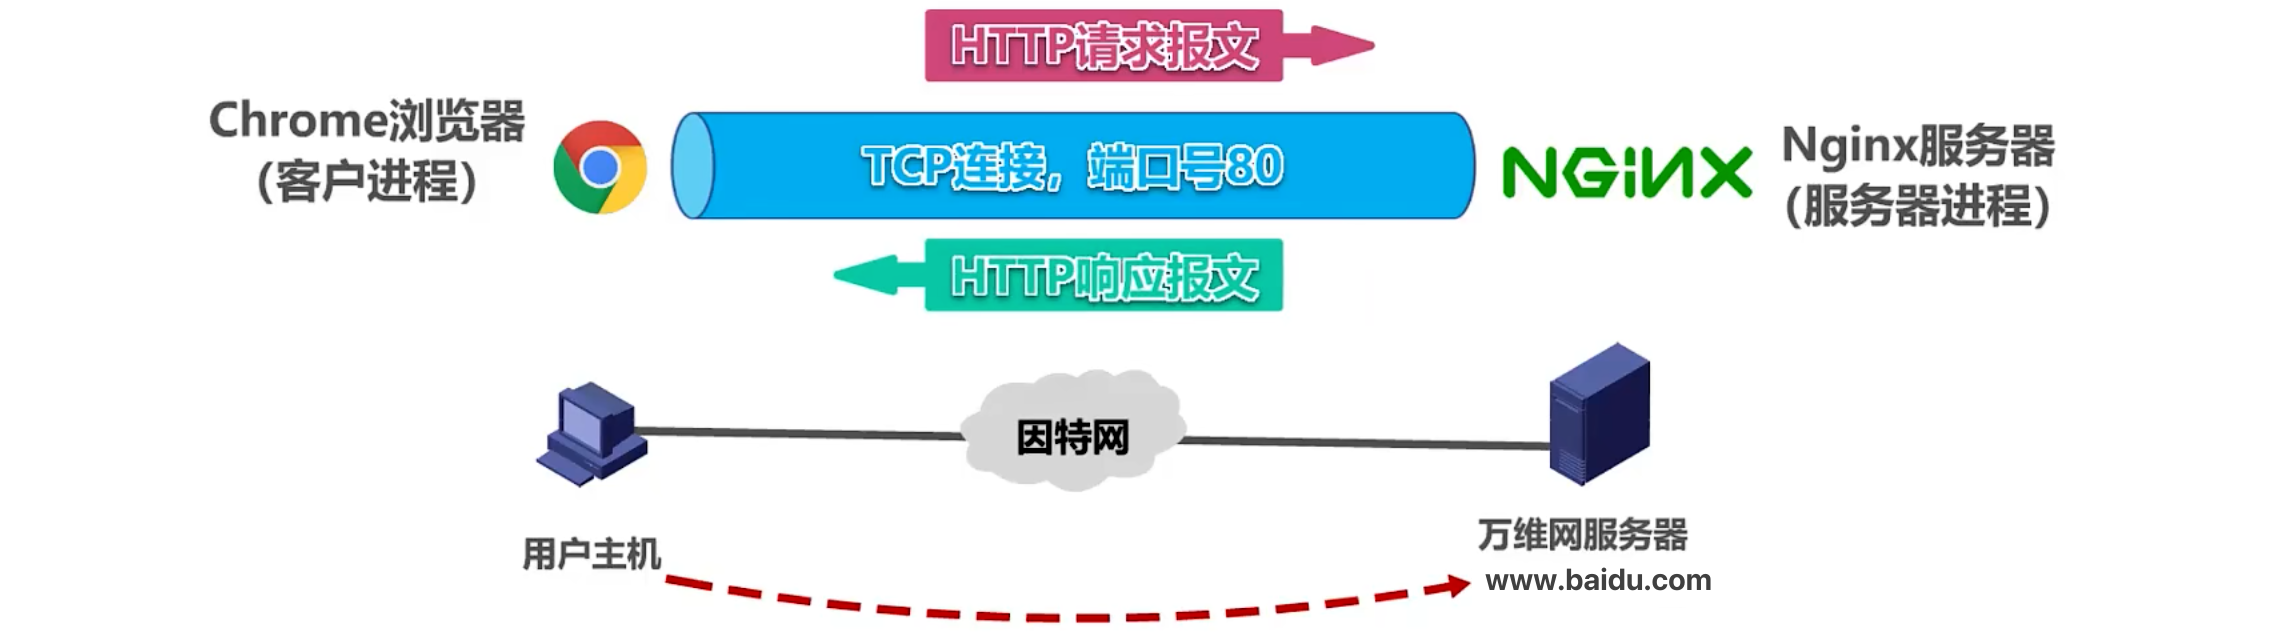 HTTP请求报文
Chrome浏览器
(客户进程)
TCP连接，端口号80
NGiNX
Nginx服务器
(服务器进程)
HTTP响应报文
因特网
用户主机
万维网服务器
www.baidu.com